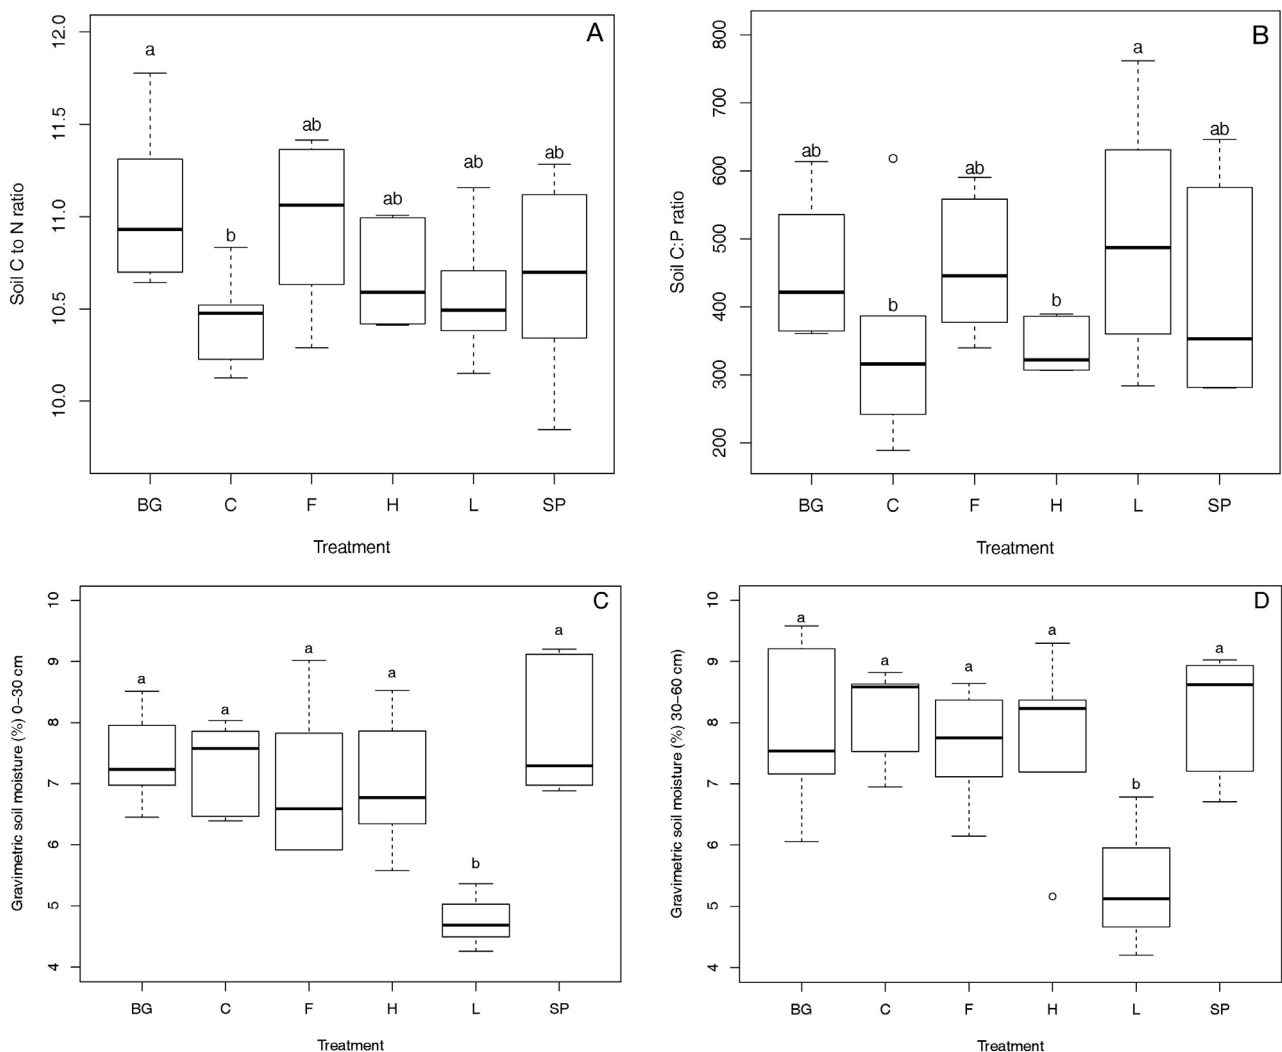 A
Soil C to N ratio
12.0
11.5
11.0
10.5
10.0
a
b
ab
ab
ab
ab
BG C F H L SP
Treatment
B
Soil C:P ratio
800
700
600
500
400
300
200
ab
b
ab
b
a
ab
BG C F H L SP
Treatment
C
Gravimetric soil moisture (%) 0–30 cm
10
9
8
7
6
5
4
a
a
a
a
b
a
BG C F H L SP
Treatment
D
Gravimetric soil moisture (%) 30–60 cm)
10
9
8
7
6
5
4
a
a
a
a
b
a
BG C F H L SP
Treatment